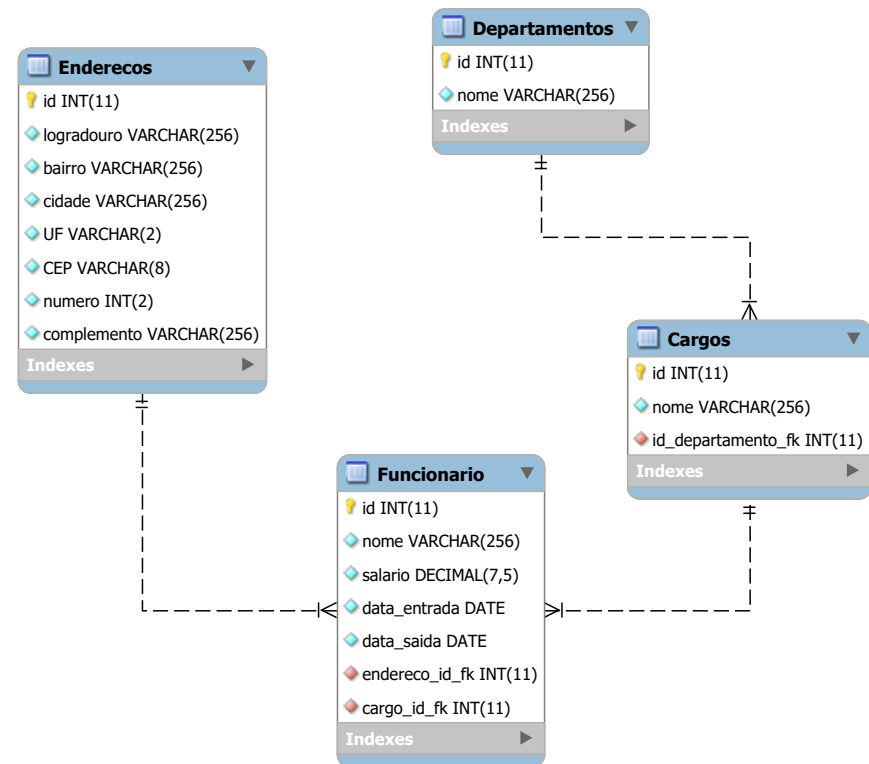 Departamentos
id INT(11)
nome VARCHAR(256)
Indexes
Enderecos
id INT(11)
logradouro VARCHAR(256)
bairro VARCHAR(256)
cidade VARCHAR(256)
UF VARCHAR(2)
CEP VARCHAR(8)
numero INT(2)
complemento VARCHAR(256)
Indexes
Cargos
id INT(11)
nome VARCHAR(256)
id_departamento_fk INT(11)
Indexes
Funcionario
id INT(11)
nome VARCHAR(256)
salario DECIMAL(7,5)
data_entrada DATE
data_saida DATE
endereco_id_fk INT(11)
cargo_id_fk INT(11)
Indexes